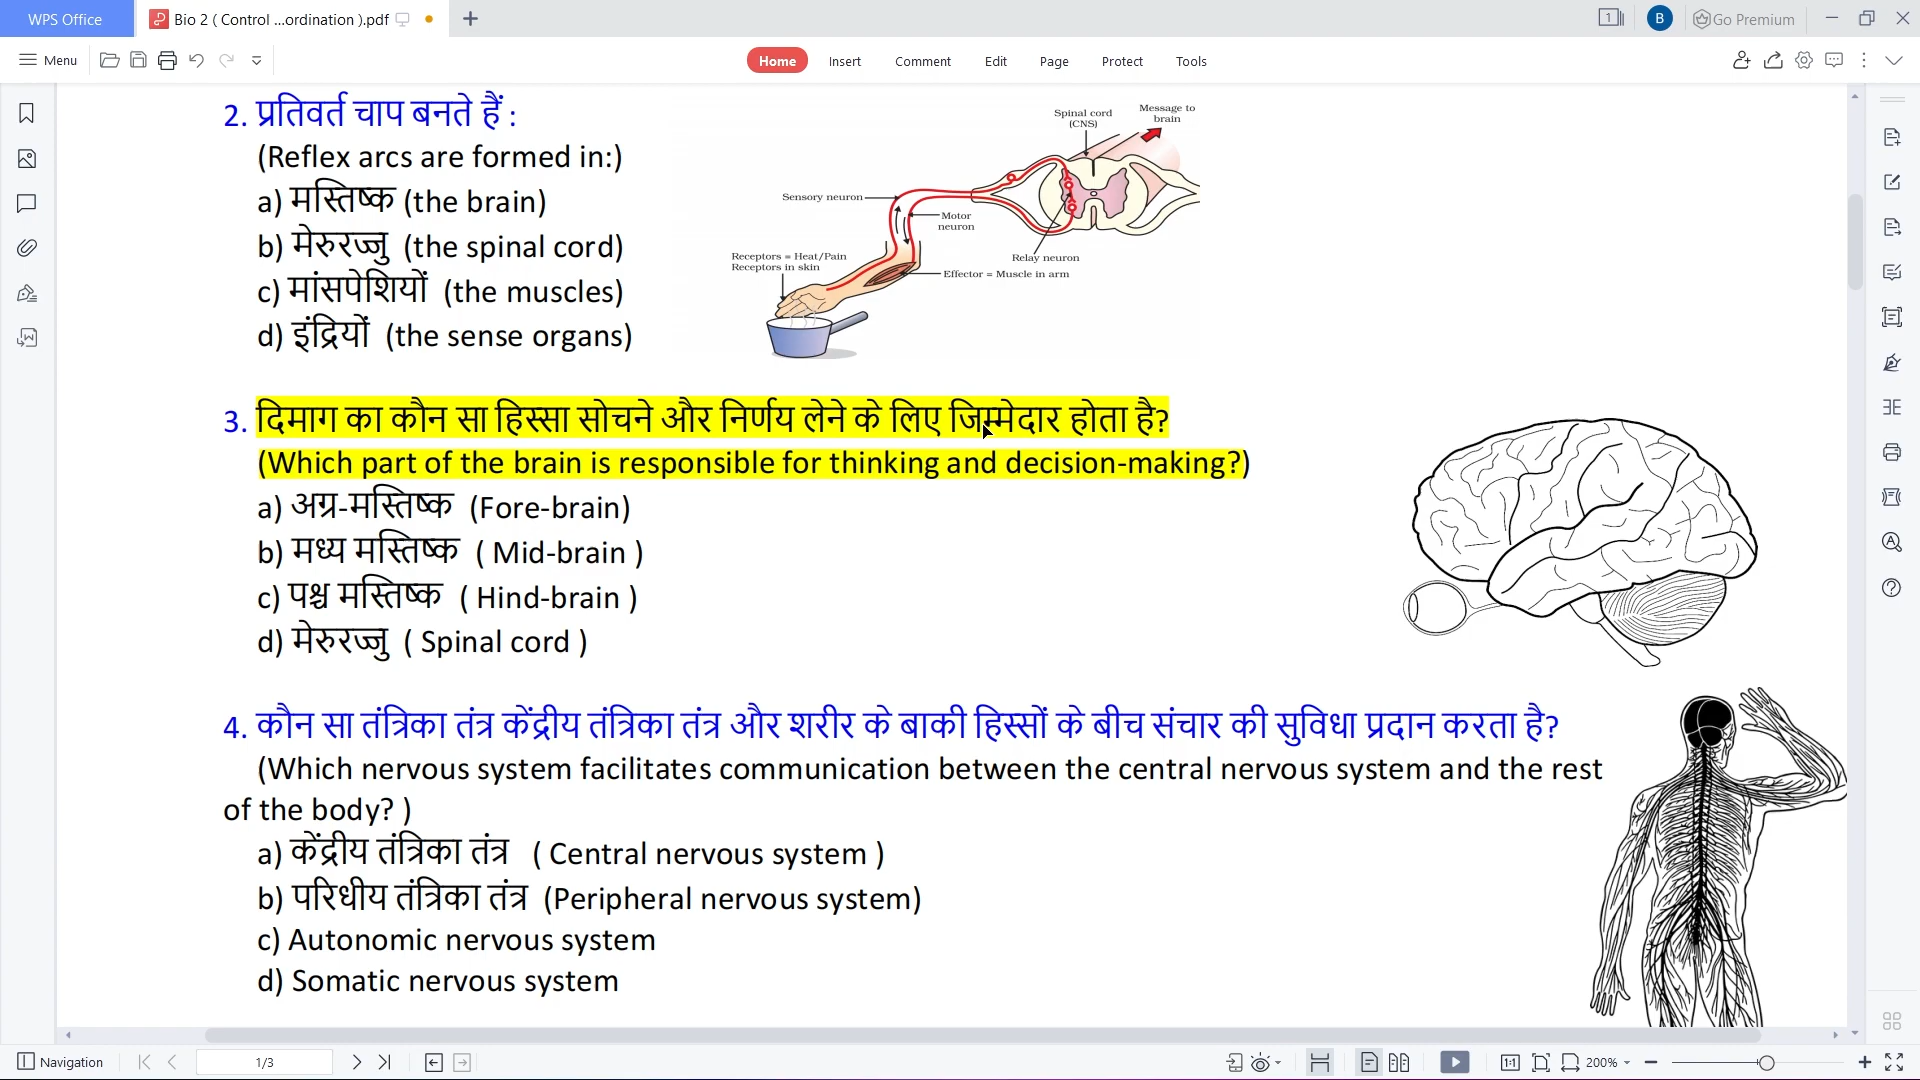 WPS Office
Bio 2 ( Control ...ordination ).pdf
1
B
Go Premium
Menu
Home
Insert
Comment
Edit
Page
Protect
Tools
2. प्रतिवर्त चाप बनते हैं :
(Reflex arcs are formed in:)
a) मस्तिष्क (the brain)
b) मेरुरज्जु (the spinal cord)
c) मांसपेशियों (the muscles)
d) इंद्रियों (the sense organs)
Spinal cord
(CNS)
Message to
brain
Sensory neuron
Motor
neuron
Receptors = Heat/Pain
Receptors in skin
Relay neuron
Effector = Muscle in arm
3. दिमाग का कौन सा हिस्सा सोचने और निर्णय लेने के लिए जिम्मेदार होता है?
(Which part of the brain is responsible for thinking and decision-making?)
a) अग्र-मस्तिष्क (Fore-brain)
b) मध्य मस्तिष्क ( Mid-brain )
c) पश्च मस्तिष्क ( Hind-brain )
d) मेरुरज्जु ( Spinal cord )
4. कौन सा तंत्रिका तंत्र केंद्रीय तंत्रिका तंत्र और शरीर के बाकी हिस्सों के बीच संचार की सुविधा प्रदान करता है?
(Which nervous system facilitates communication between the central nervous system and the rest
of the body? )
a) केंद्रीय तंत्रिका तंत्र ( Central nervous system )
b) परिधीय तंत्रिका तंत्र (Peripheral nervous system)
c) Autonomic nervous system
d) Somatic nervous system
Navigation
1/3
1:1
200%